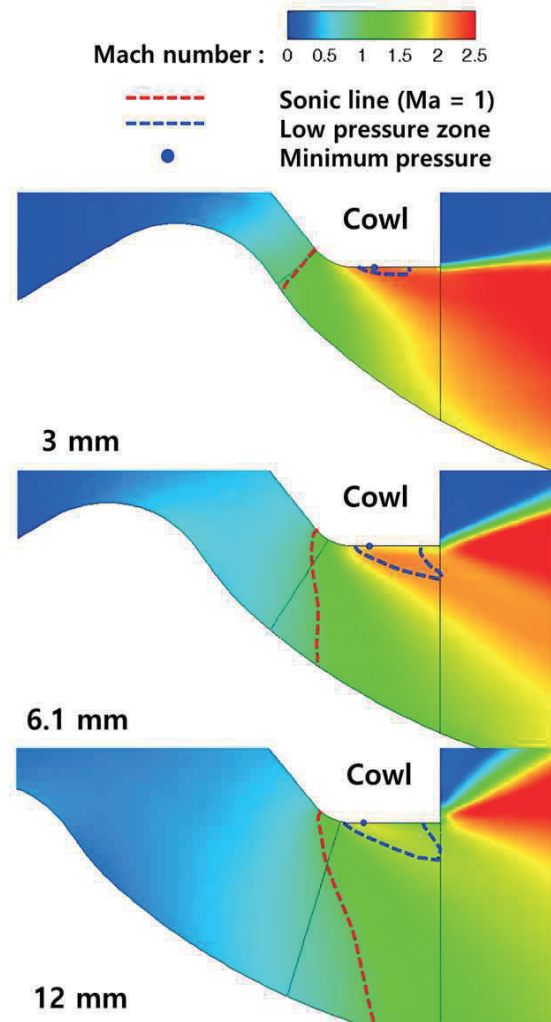 Mach number : 0 0.5 1 1.5 2 2.5
Sonic line (Ma = 1)
Low pressure zone
Minimum pressure
Cowl
3 mm
Cowl
6.1 mm
Cowl
12 mm